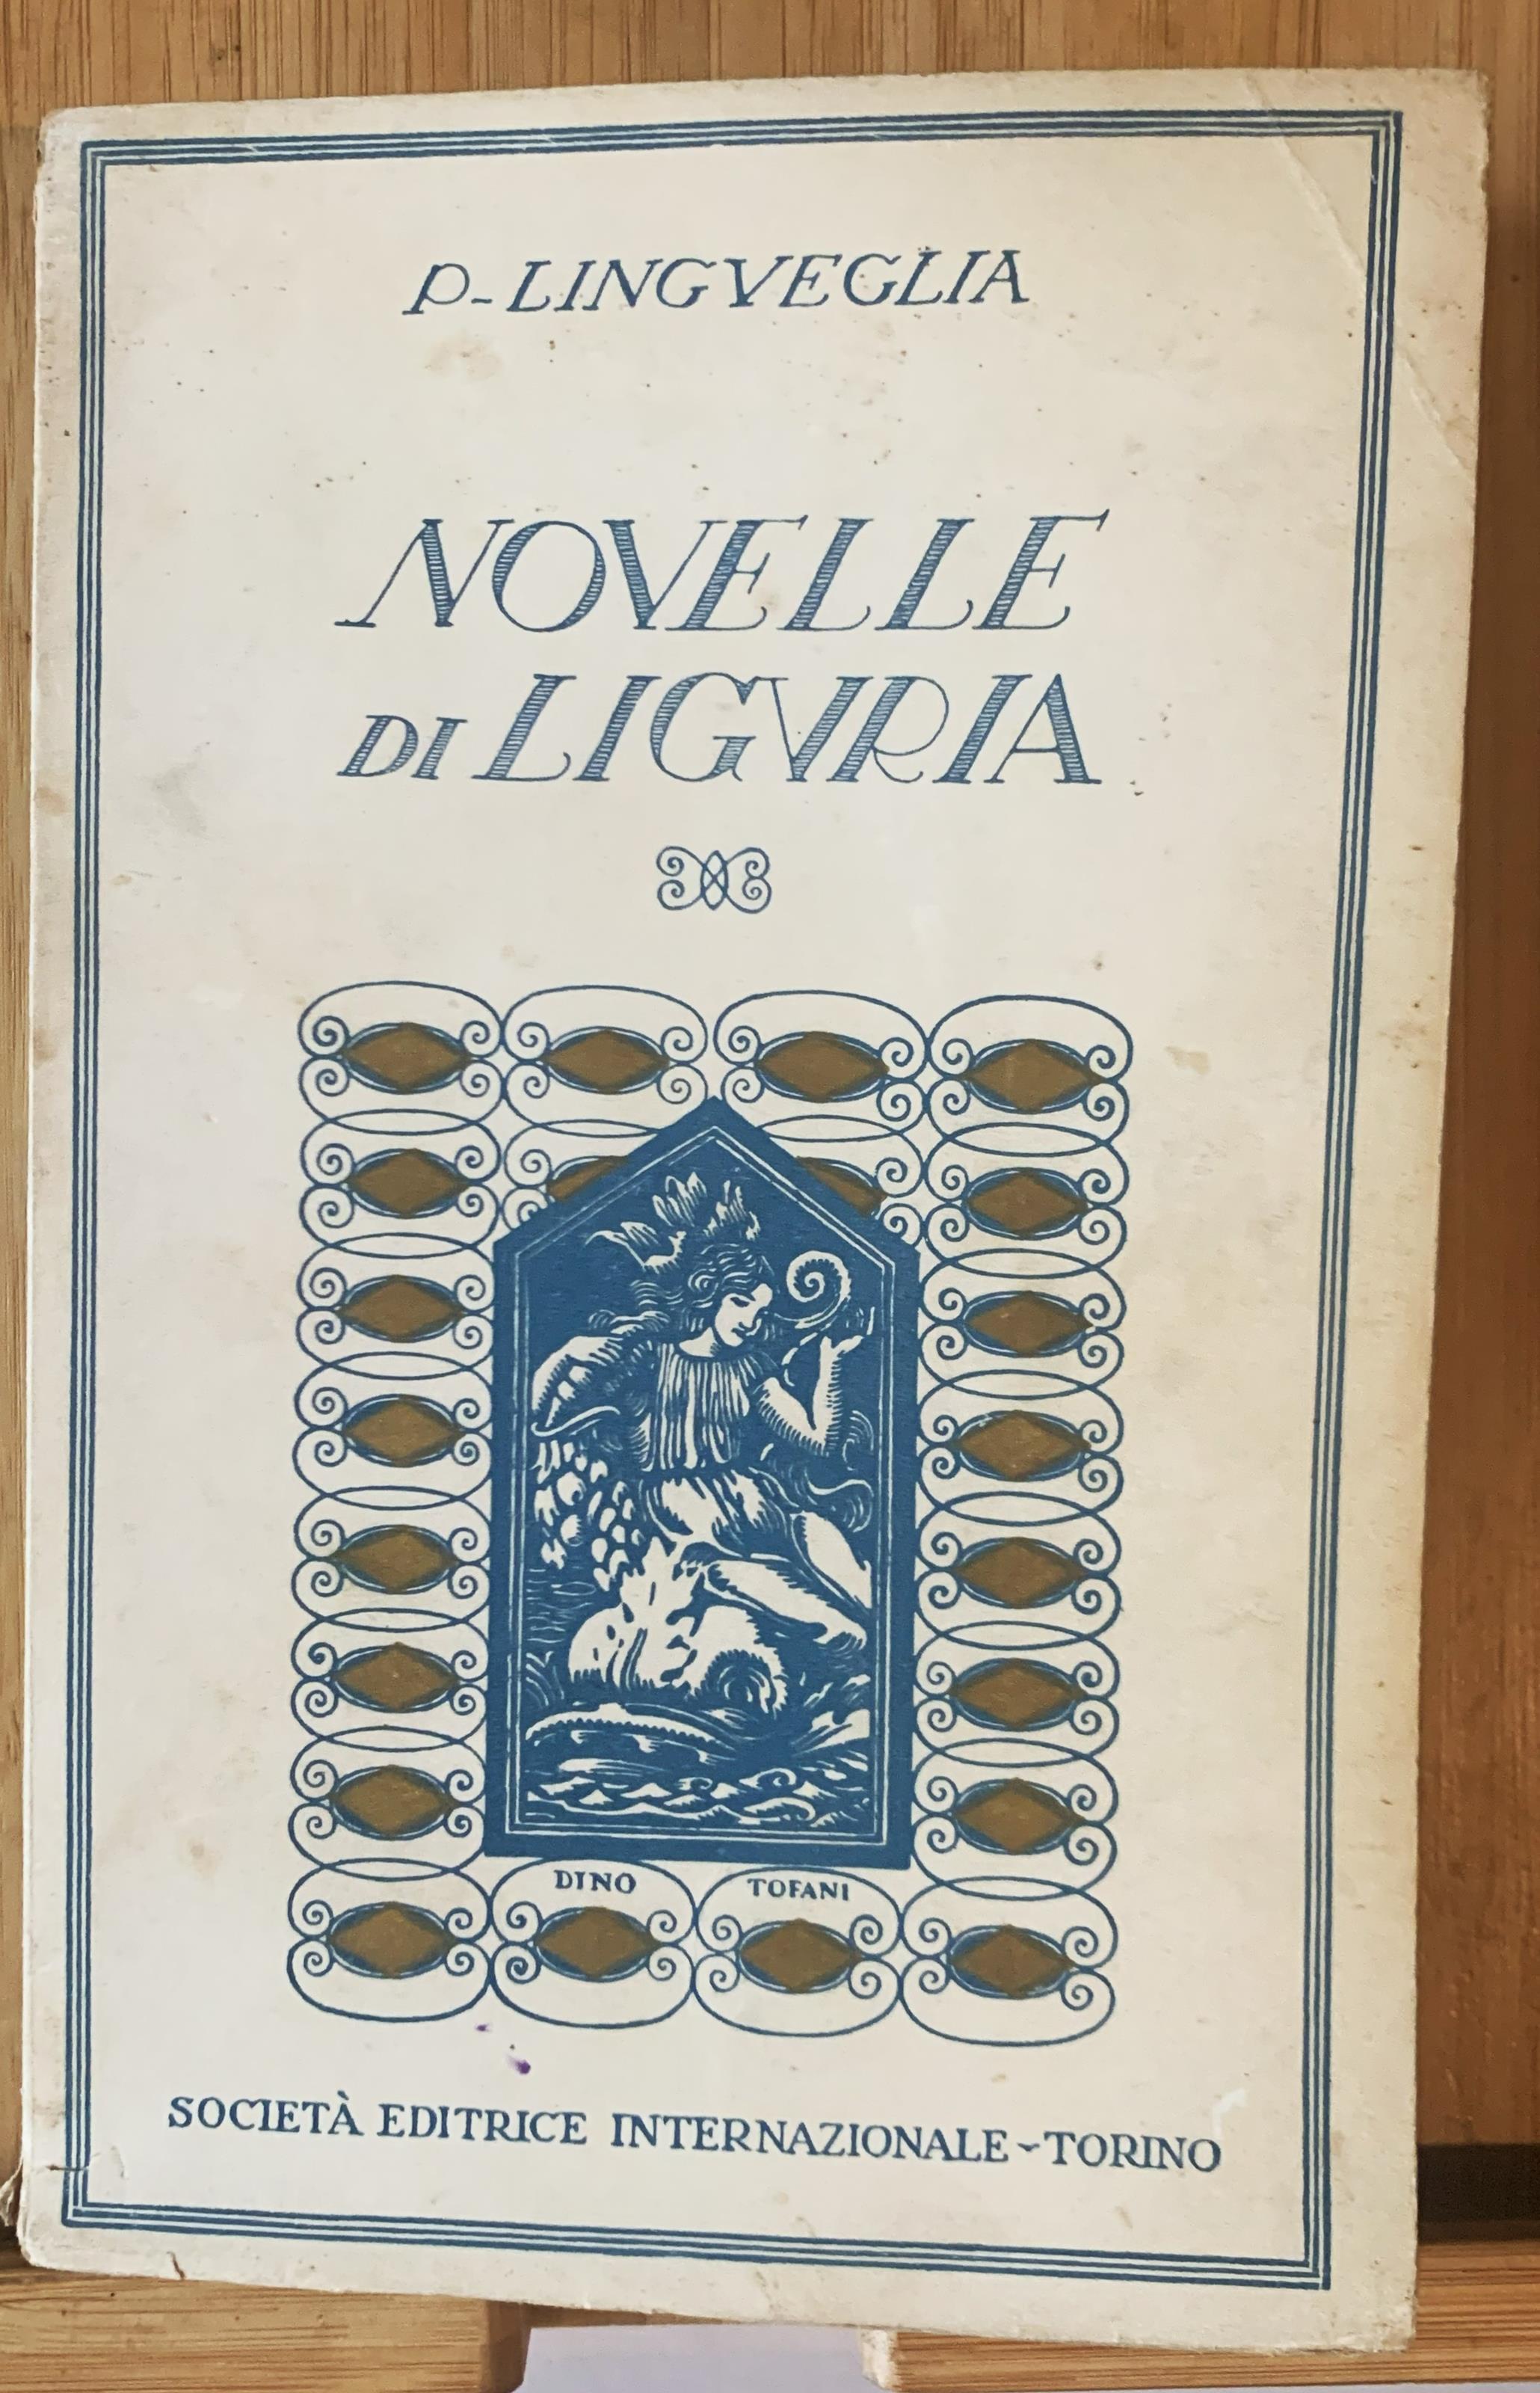 P-LINGVEGLIA
NOVELLE
DI LIGVRIA
DINO TOFANI
SOCIETÀ EDITRICE INTERNAZIONALE-TORINO